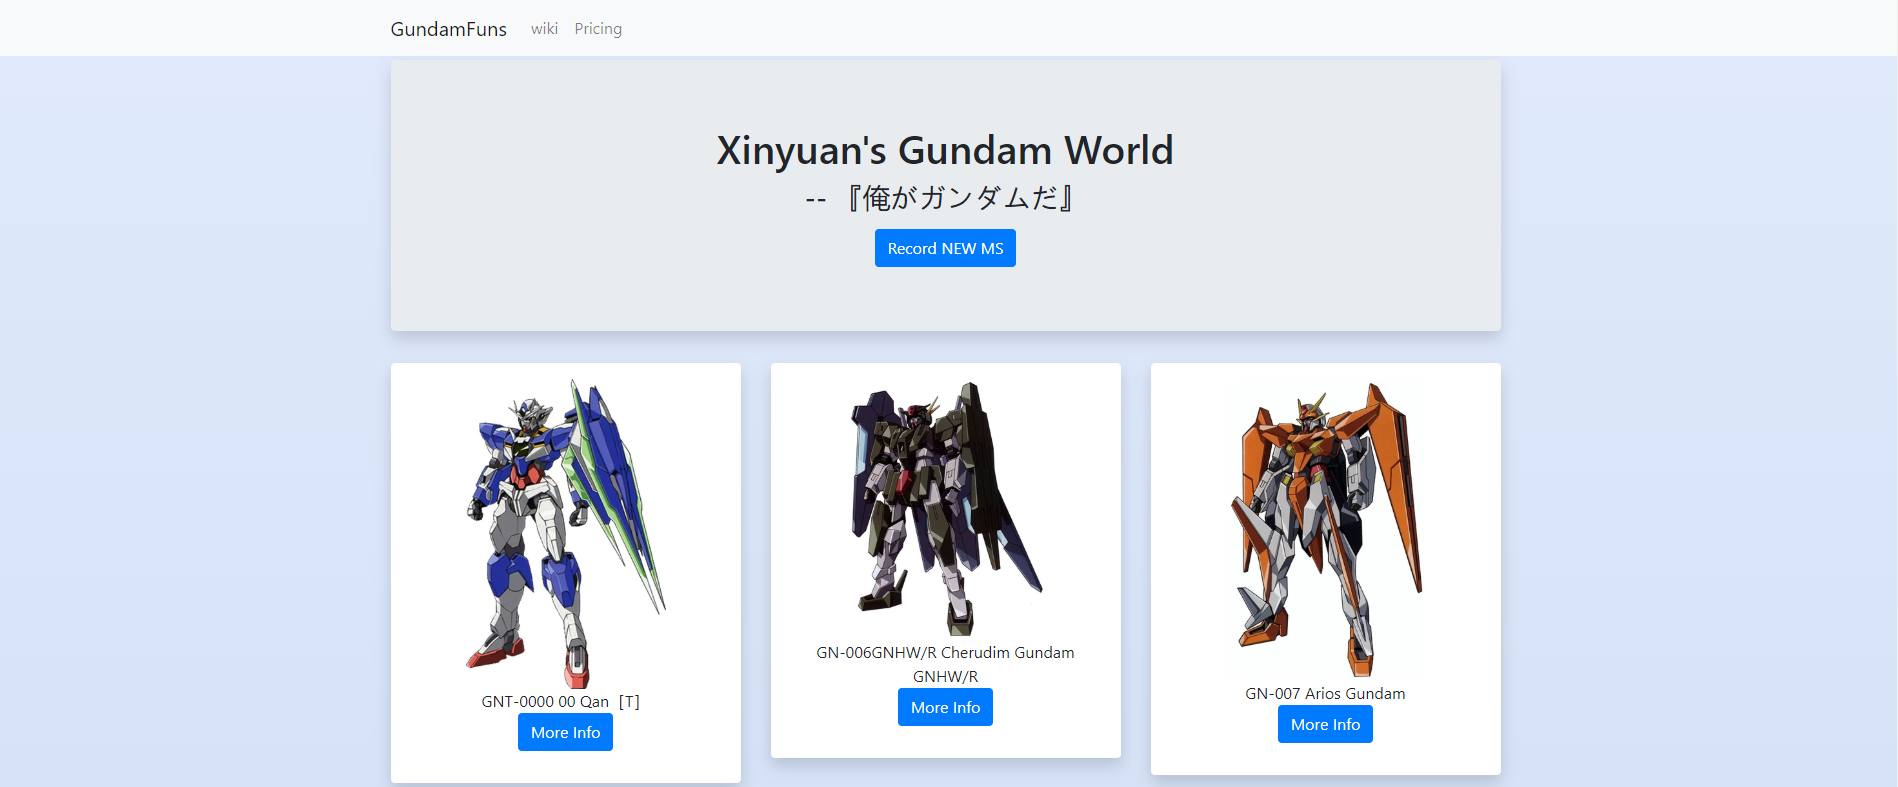 GundamFuns wiki Pricing
Xinyuan's Gundam World
-- 『俺がガンダムだ』
Record NEW MS
GNT-0000 00 Qan [T]
More Info
GN-006GNHW/R Cherudim Gundam
GNHW/R
More Info
GN-007 Arios Gundam
More Info